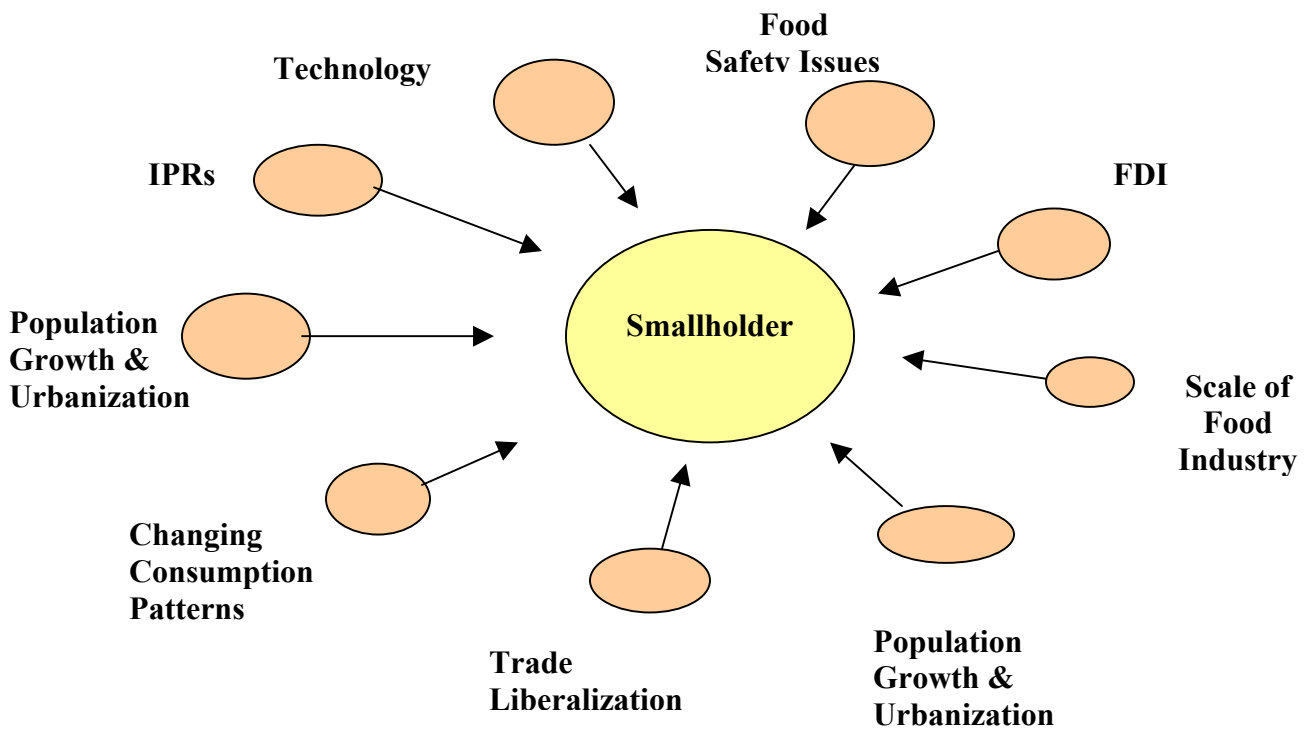 Food
Safety Issues
Technology
IPRs
FDI
Smallholder
Population
Growth &
Urbanization
Scale of
Food
Industry
Changing
Consumption
Patterns
Trade
Liberalization
Population
Growth &
Urbanization